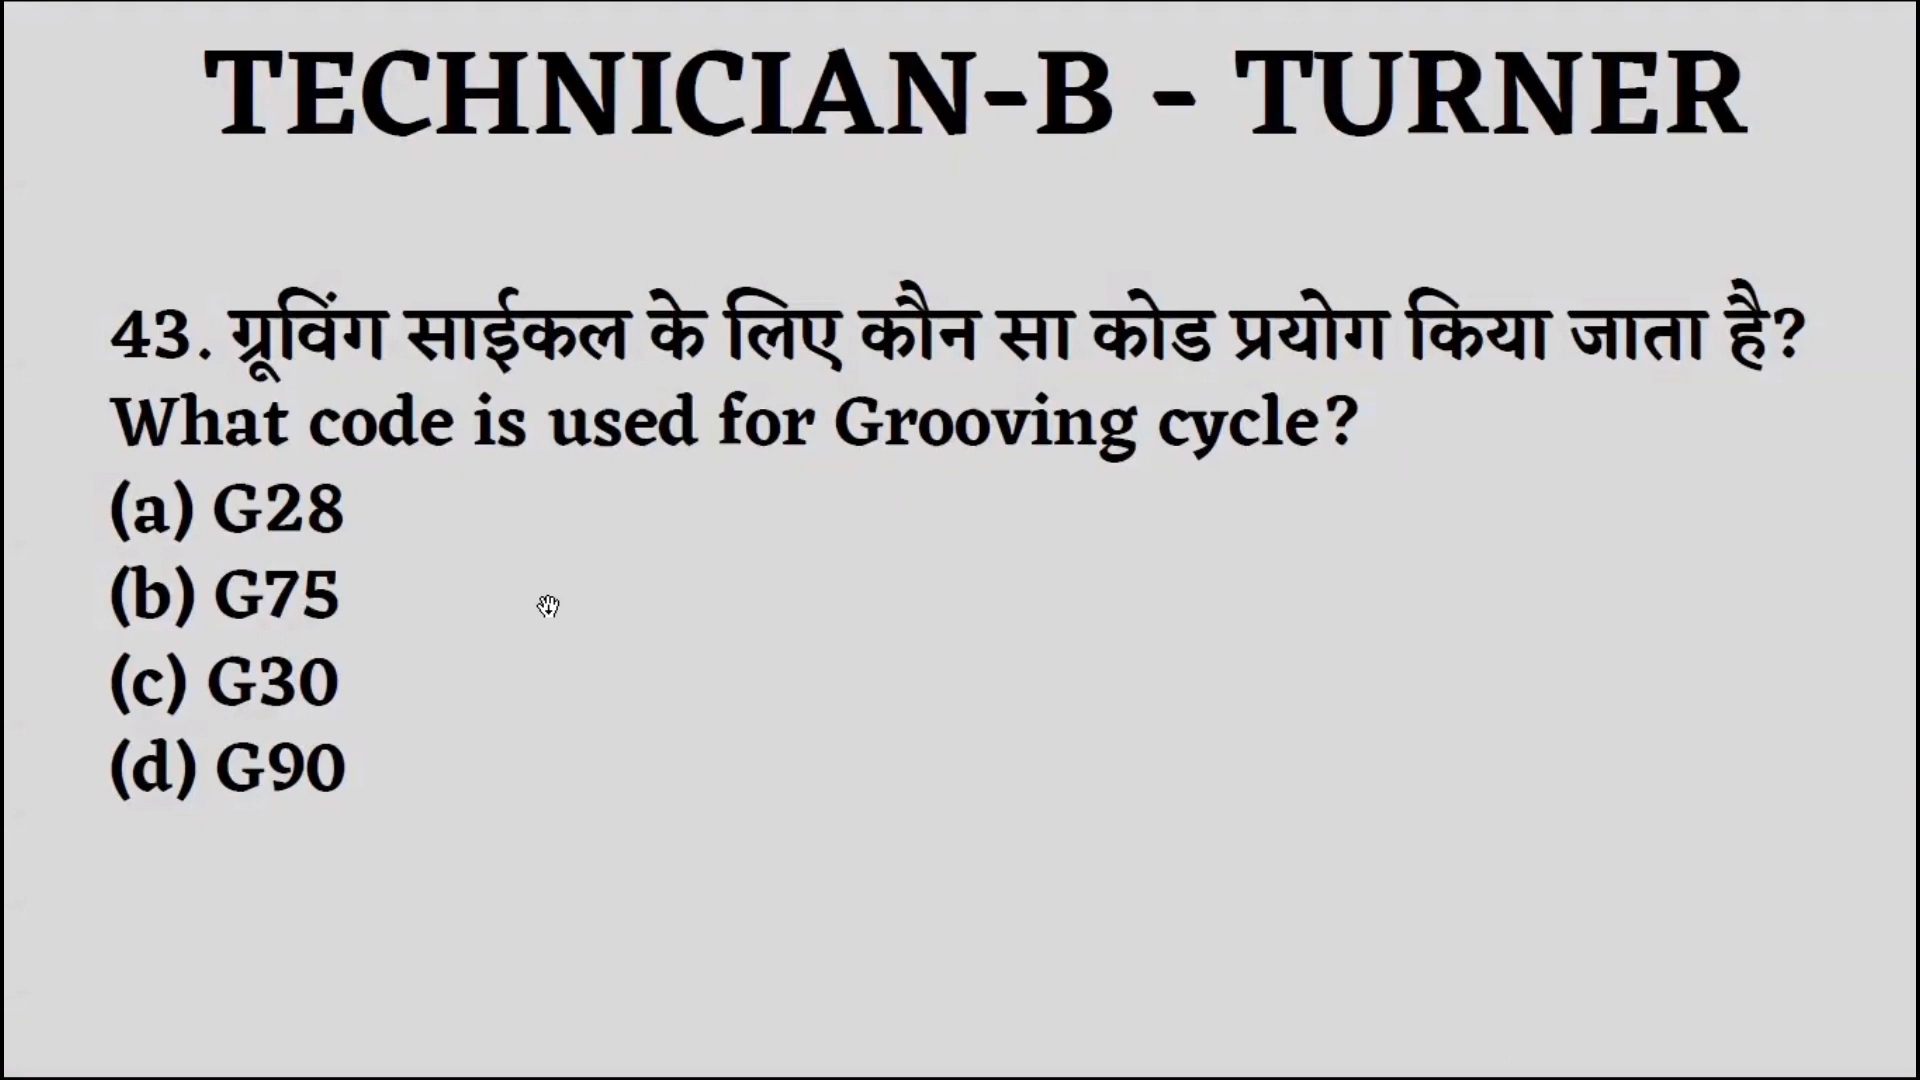 TECHNICIAN-B - TURNER
43. ग्रूविंग साईकल के लिए कौन सा कोड प्रयोग किया जाता है?
What code is used for Grooving cycle?
(a) G28
(b) G75
(c) G30
(d) G90